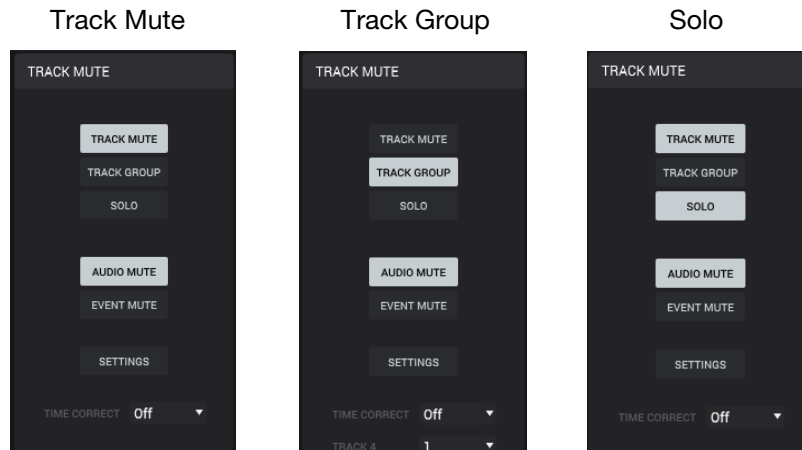 Track Mute
TRACK MUTE
TRACK MUTE
TRACK GROUP
SOLO
AUDIO MUTE
EVENT MUTE
SETTINGS
TIME CORRECT Off
Track Group
TRACK MUTE
TRACK MUTE
TRACK GROUP
SOLO
AUDIO MUTE
EVENT MUTE
SETTINGS
TIME CORRECT Off
TRACK 4 1
Solo
TRACK MUTE
TRACK MUTE
TRACK GROUP
SOLO
AUDIO MUTE
EVENT MUTE
SETTINGS
TIME CORRECT Off